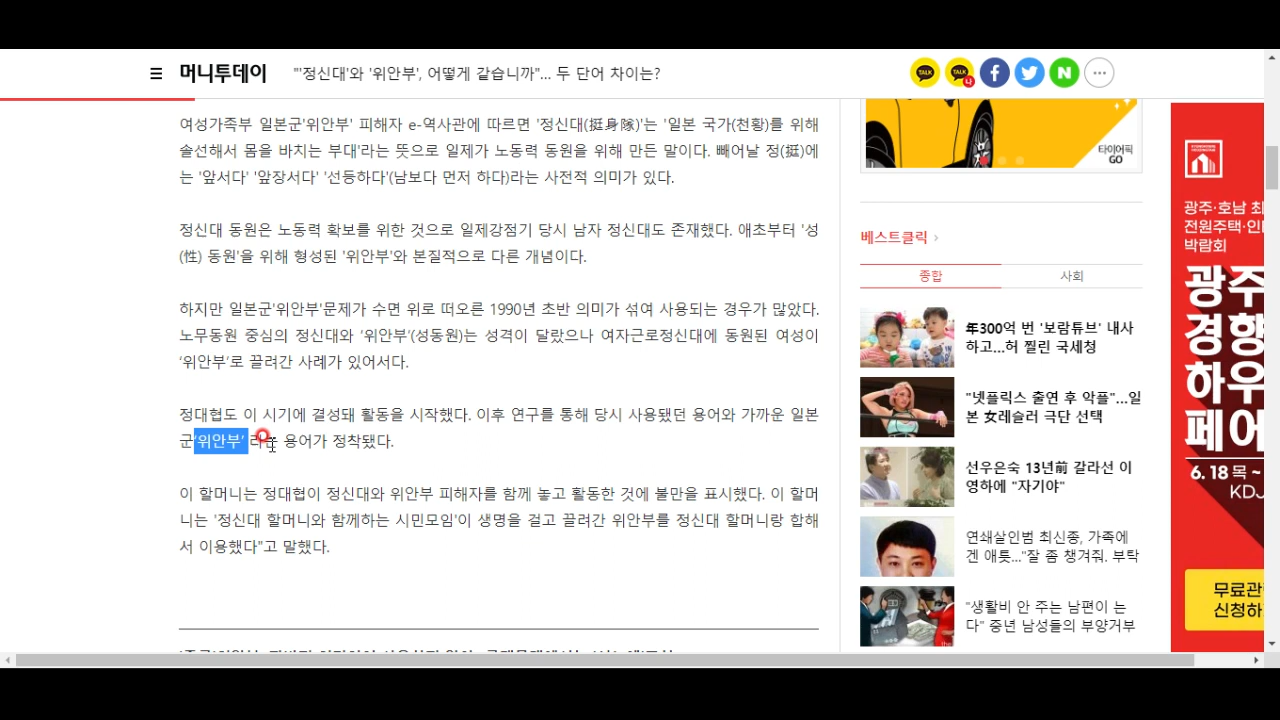 ☰ 머니투데이 "'정신대'와 '위안부', 어떻게 같습니까"... 두 단어 차이는?
TALK TALK 나 f N
여성가족부 일본군'위안부' 피해자 e-역사관에 따르면 '정신대(挺身隊)'는 '일본 국가(천황)를 위해
솔선해서 몸을 바치는 부대'라는 뜻으로 일제가 노동력 동원을 위해 만든 말이다. 빼어날 정(挺)에
는 '앞서다' '앞장서다' '선등하다'(남보다 먼저 하다)라는 사전적 의미가 있다.
정신대 동원은 노동력 확보를 위한 것으로 일제강점기 당시 남자 정신대도 존재했다. 애초부터 '성
(性) 동원'을 위해 형성된 '위안부'와 본질적으로 다른 개념이다.
하지만 일본군'위안부'문제가 수면 위로 떠오른 1990년 초반 의미가 섞여 사용되는 경우가 많았다.
노무동원 중심의 정신대와 '위안부'(성동원)는 성격이 달랐으나 여자근로정신대에 동원된 여성이
'위안부'로 끌려간 사례가 있어서다.
정대협도 이 시기에 결성돼 활동을 시작했다. 이후 연구를 통해 당시 사용됐던 용어와 가까운 일본
군'위안부' 라는 용어가 정착됐다.
이 할머니는 정대협이 정신대와 위안부 피해자를 함께 놓고 활동한 것에 불만을 표시했다. 이 할머
니는 '정신대 할머니와 함께하는 시민모임'이 생명을 걸고 끌려간 위안부를 정신대 할머니랑 합해
서 이용했다"고 말했다.
타이어픽
GO
베스트클릭 ›
종합 사회
年300억 번 '보람튜브' 내사
하고...허 찔린 국세청
"넷플릭스 출연 후 악플"...일
본 女레슬러 극단 선택
선우은숙 13년前 갈라선 이
영하에 "자기야"
연쇄살인범 최신종, 가족에
겐 애틋..."잘 좀 챙겨줘. 부탁
"생활비 안 주는 남편이 는
다" 중년 남성들의 부양거부
광주·호남 최
전원주택·인
박람회
광주
경향
하우
페어
6.18 목 ~
KDJ
무료관
신청하